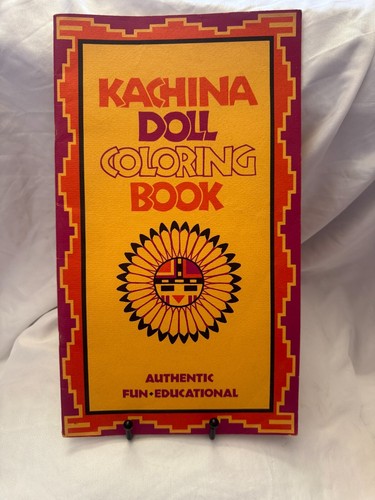 KACHINA
DOLL
COLORING
BOOK
AUTHENTIC
FUN • EDUCATIONAL